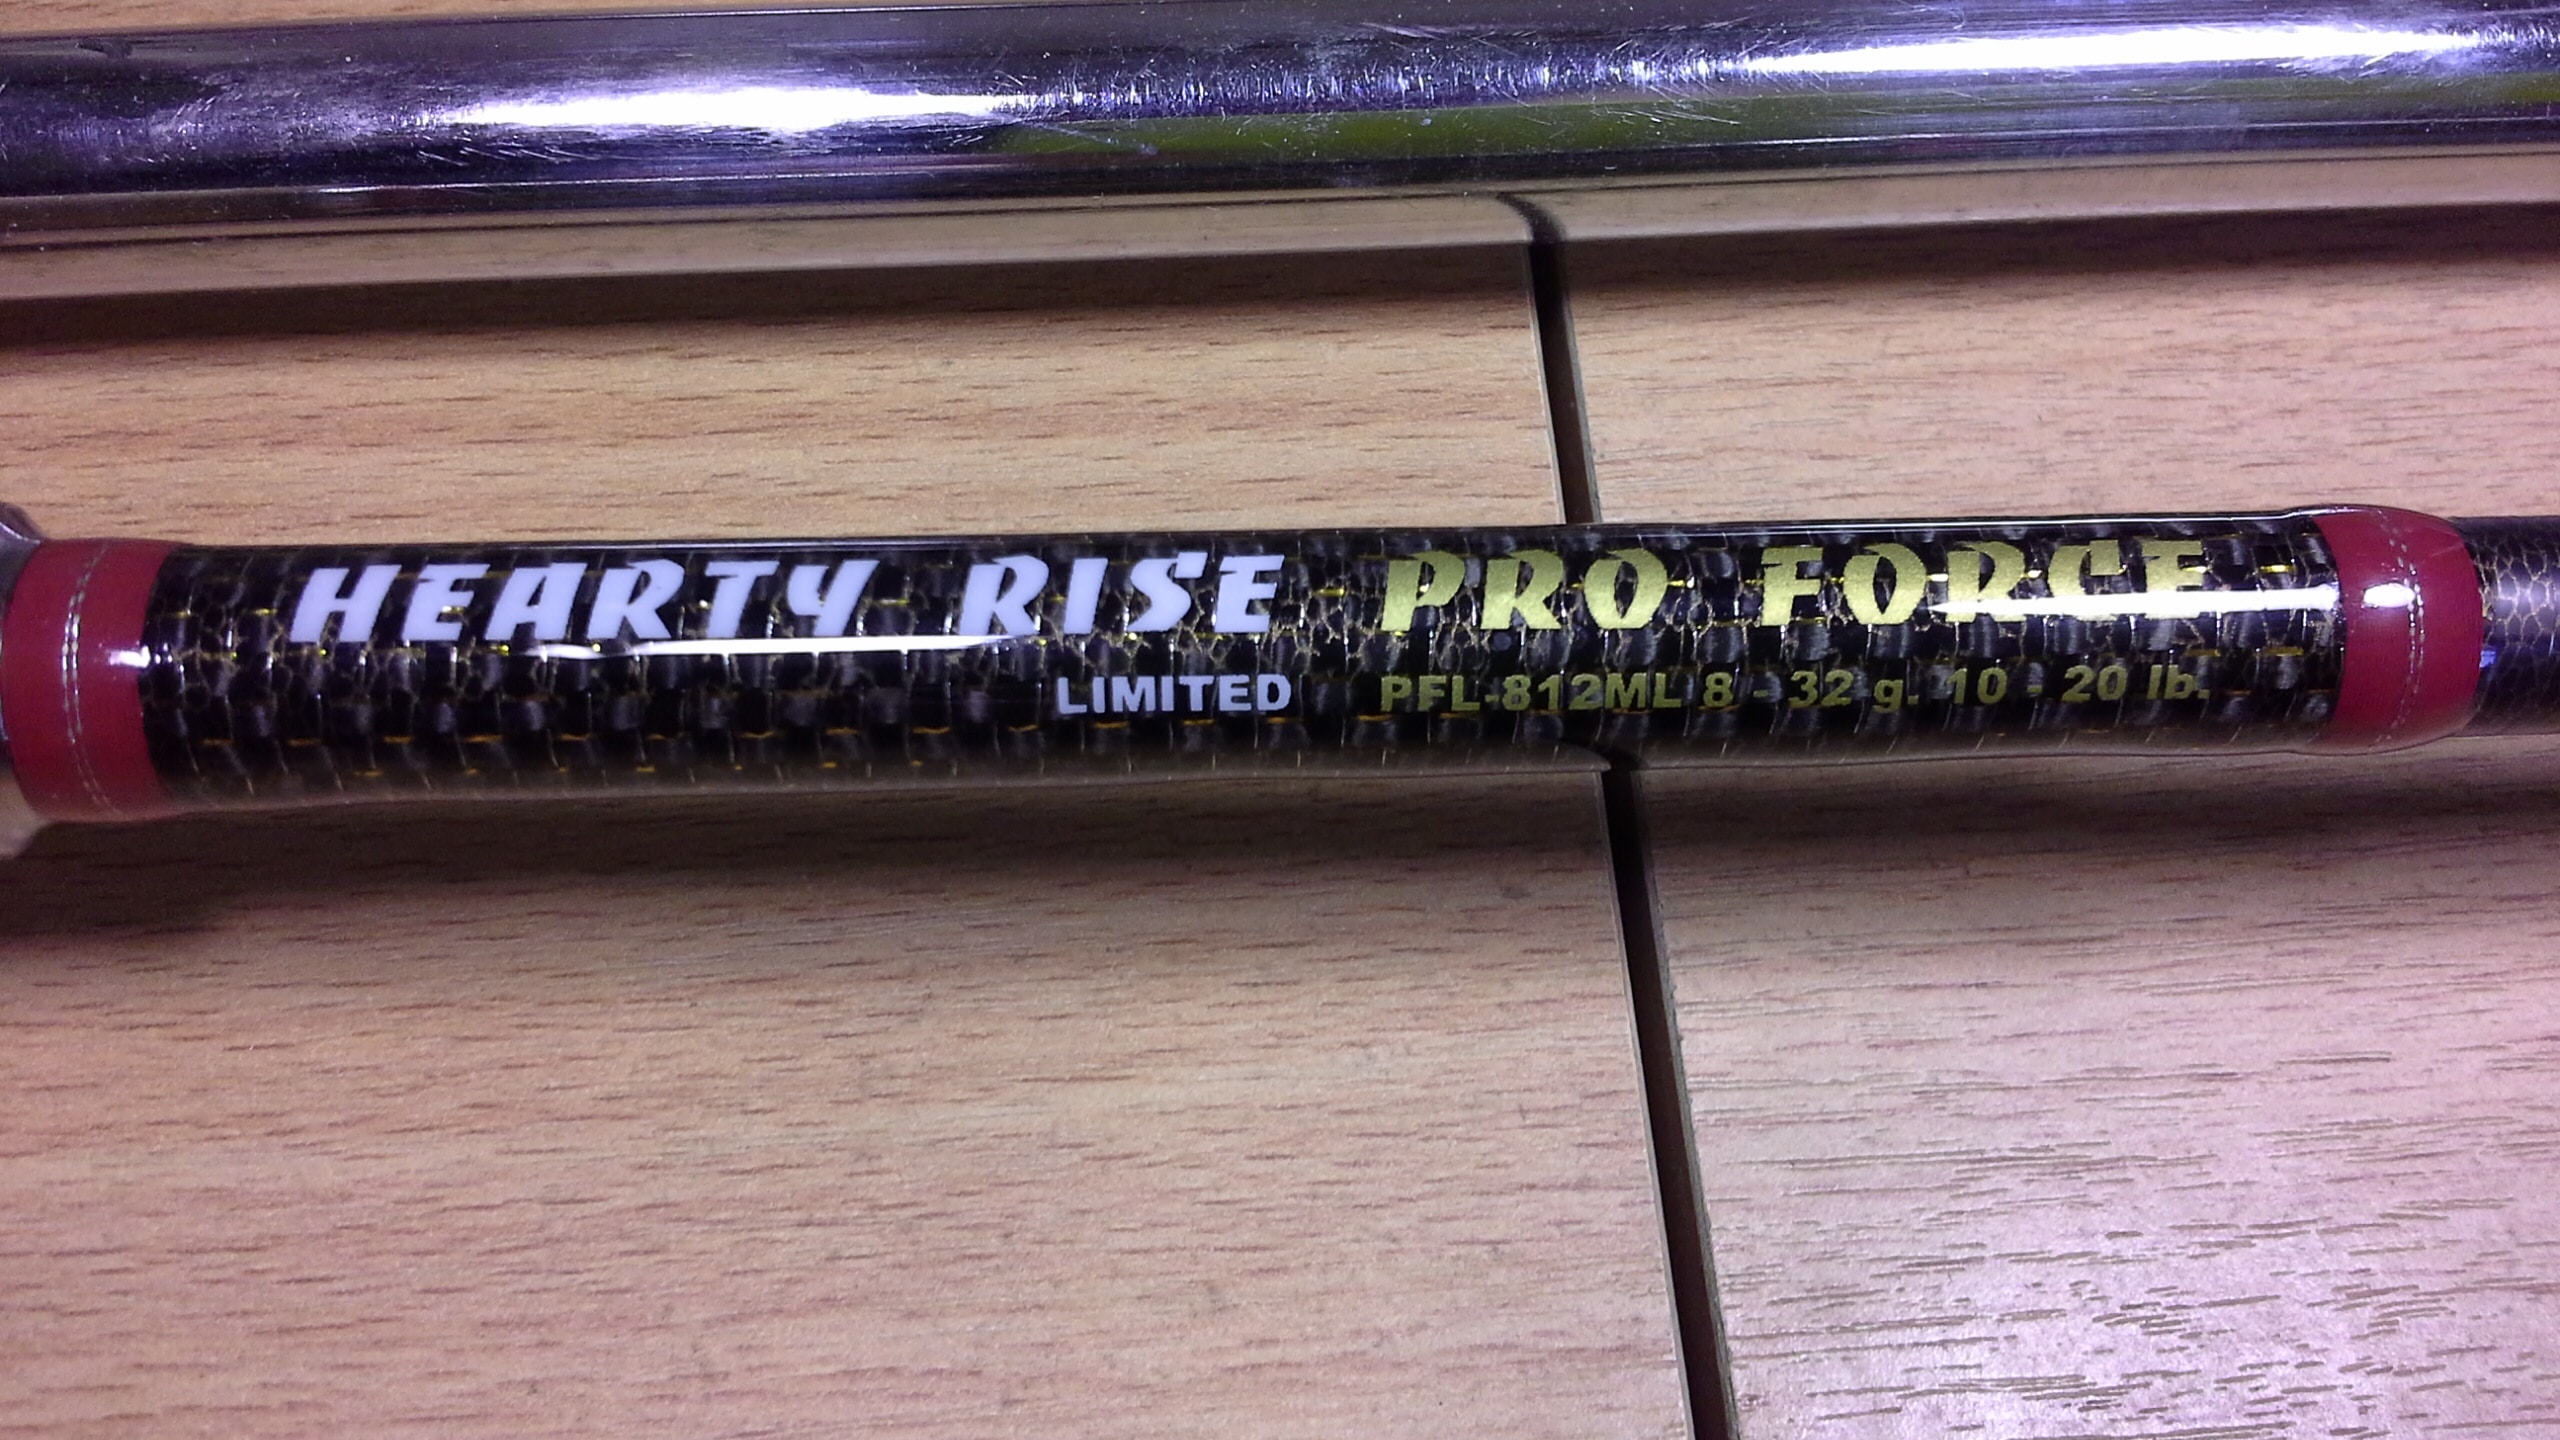 HEARTY RISE PRO FORCE
LIMITED PFL-812ML 8 - 32 g. 10 - 20 lb.